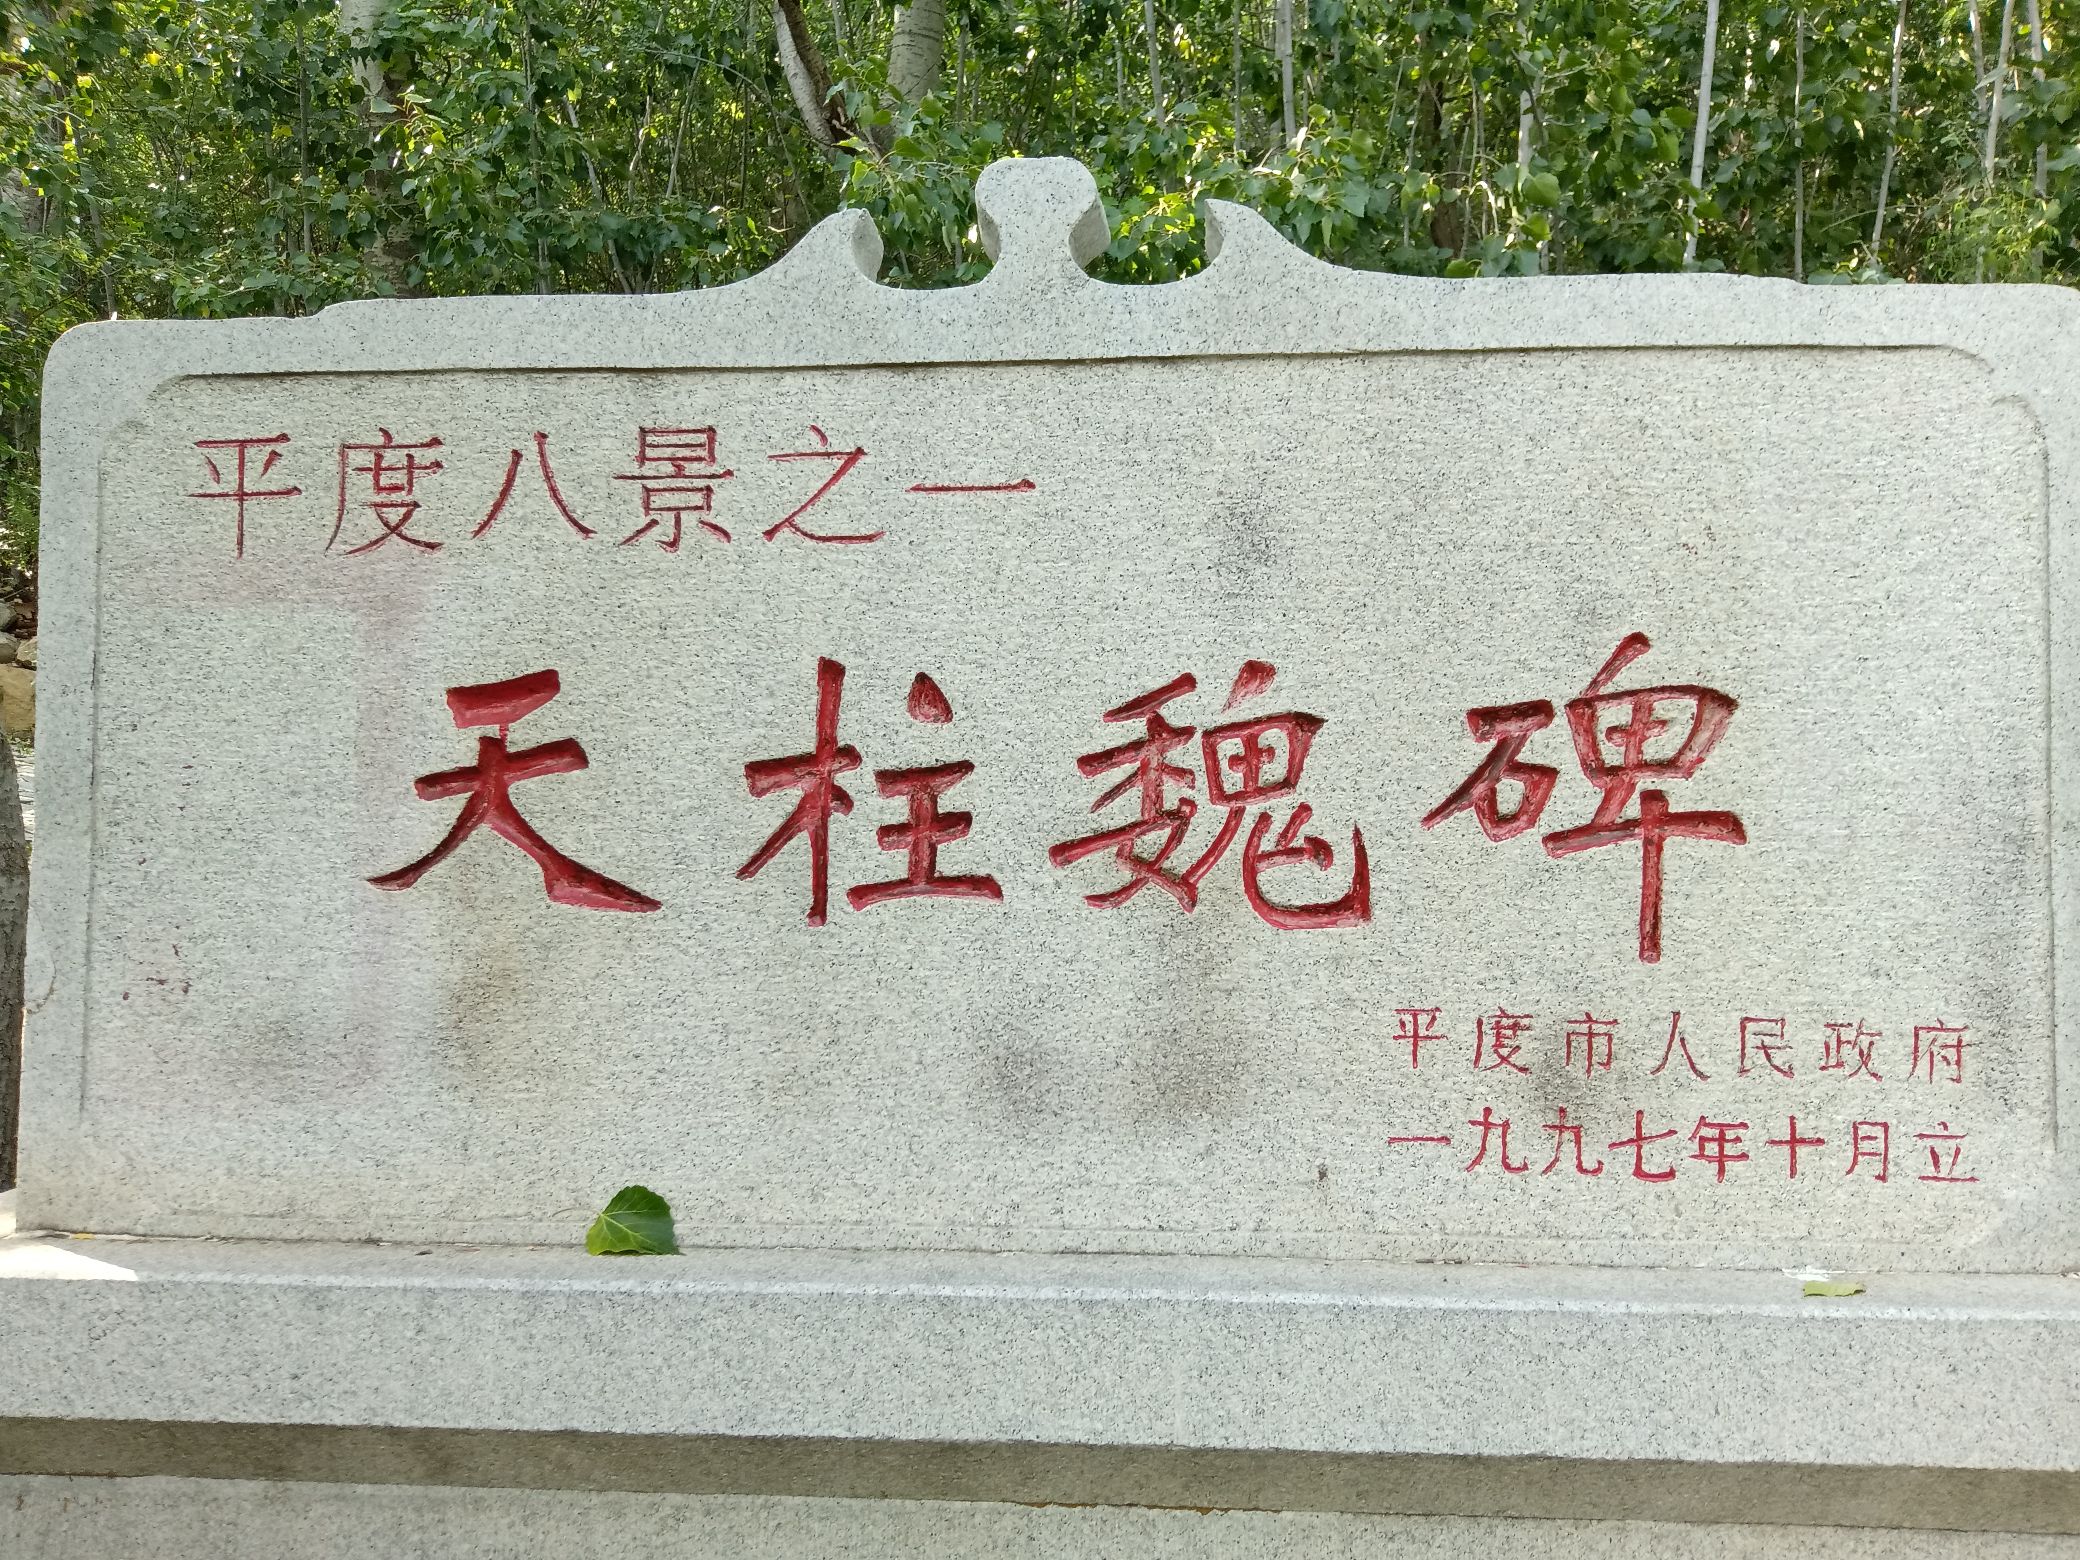 平度八景之一
天柱魏碑
平度市人民政府
一九九七年十月立